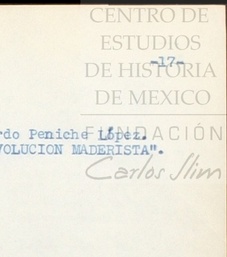 CENTRO DE
ESTUDIOS
-17-
DE HISTORIA
DE MEXICO
rdo Peniche López.
FUNDACIÓN
VOLUCION MADERISTA".
Carlos Slim